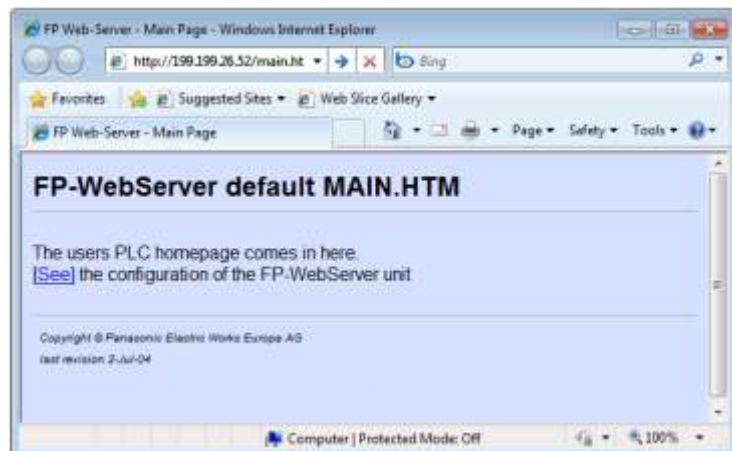 FP Web-Server - Main Page - Windows Internet Explorer
http://199.199.26.52/main.ht
Bing
Favorites Suggested Sites Web Slice Gallery
FP Web-Server - Main Page
Page Safety Tools
FP-WebServer default MAIN.HTM
The users PLC homepage comes in here.
[See] the configuration of the FP-WebServer unit
Copyright © Panasonic Electric Works Europe AG
last revision 2-Jul-04
Computer | Protected Mode: Off
100%